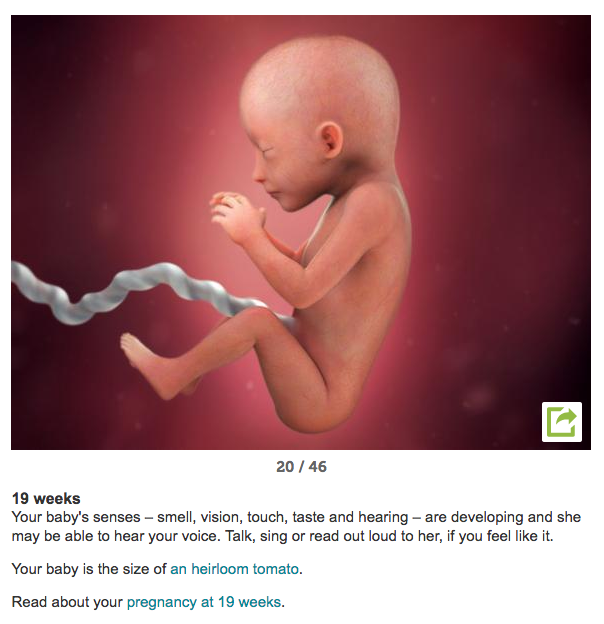 20 / 46
19 weeks
Your baby's senses – smell, vision, touch, taste and hearing – are developing and she
may be able to hear your voice. Talk, sing or read out loud to her, if you feel like it.
Your baby is the size of an heirloom tomato.
Read about your pregnancy at 19 weeks.